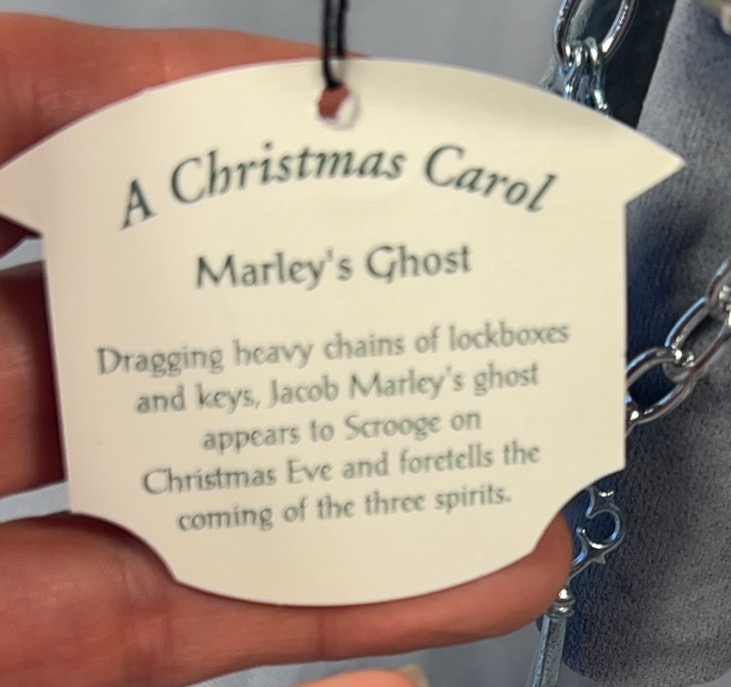 A Christmas Carol
Marley's Ghost
Dragging heavy chains of lockboxes
and keys, Jacob Marley's ghost
appears to Scrooge on
Christmas Eve and foretells the
coming of the three spirits.